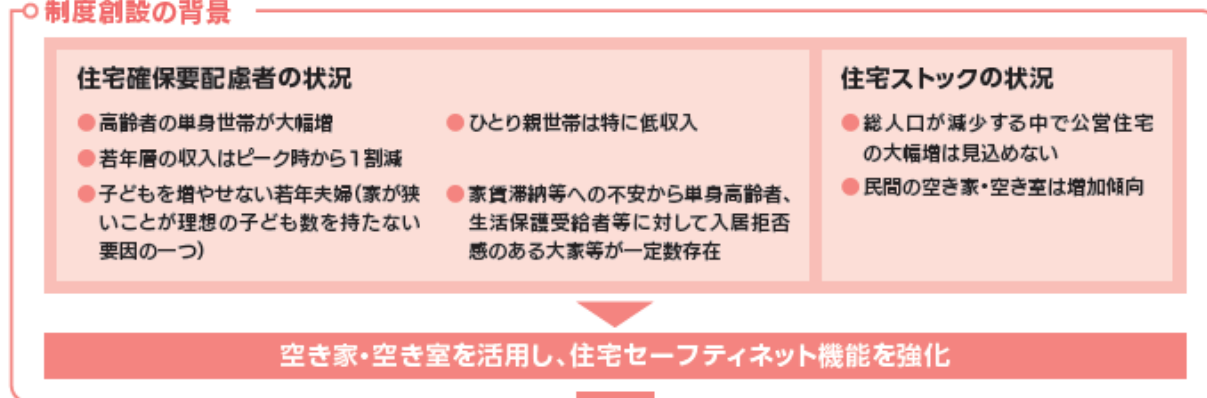 制度創設の背景
住宅確保要配慮者の状況
●高齢者の単身世帯が大幅増
●若年層の収入はピーク時から1割減
●子どもを増やせない若年夫婦(家が狭
いことが理想の子ども数を持たない
要因の一つ)
●ひとり親世帯は特に低収入
●家賃滞納等への不安から単身高齢者、
生活保護受給者等に対して入居拒否
感のある大家等が一定数存在
住宅ストックの状況
●総人口が減少する中で公営住宅
の大幅増は見込めない
●民間の空き家・空き室は増加傾向
空き家・空き室を活用し、住宅セーフティネット機能を強化